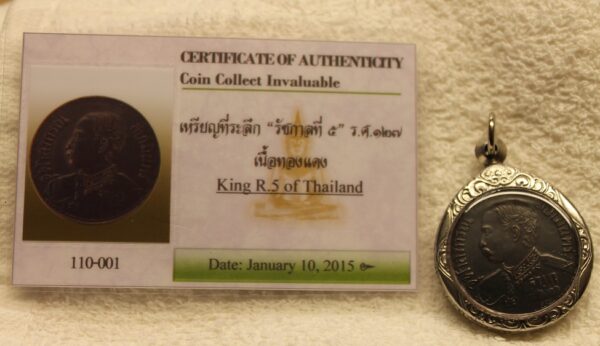 CERTIFICATE OF AUTHENTICITY
Coin Collect Invaluable
เหรียญที่ระลึก "รัชกาลที่ ๕" ร.ศ.๑๒๗
เนื้อทองแดง
King R.5 of Thailand
110-001
Date: January 10, 2015